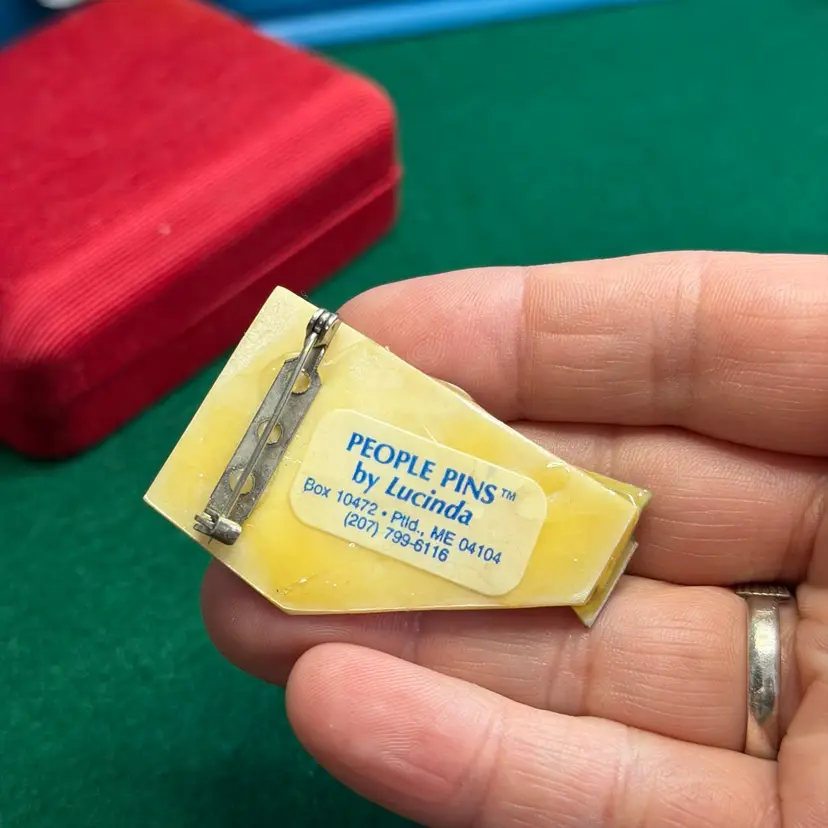 PEOPLE PINS™
by Lucinda
Box 10472 • Ptld., ME 04104
(207) 799-6116